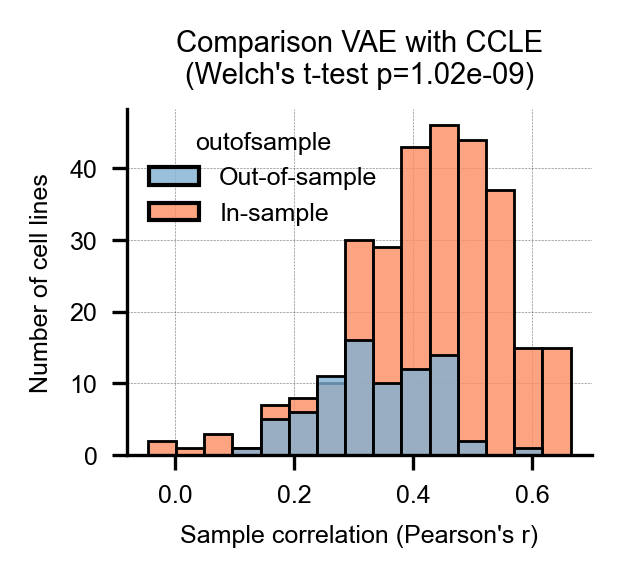 Comparison VAE with CCLE
(Welch's t-test p=1.02e-09)
outofsample
Out-of-sample
In-sample
Number of cell lines
40
30
20
10
0
0.0 0.2 0.4 0.6
Sample correlation (Pearson's r)